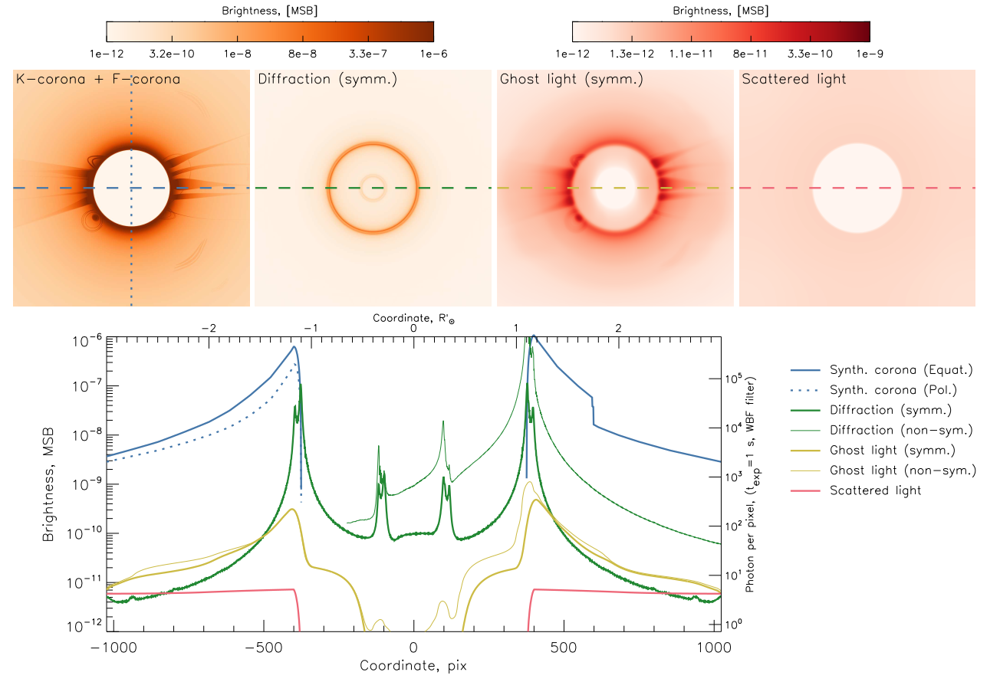 Brightness, [MSB]
1e-12 3.2e-10 1e-8 8e-8 3.3e-7 1e-6
Brightness, [MSB]
1e-12 1.3e-12 1.1e-11 8e-11 3.3e-10 1e-9
K-corona + F-corona
Diffraction (symm.)
Ghost light (symm.)
Scattered light
Coordinate, R'☉
-2 -1 0 1 2
Brightness, MSB
10⁻⁶
10⁻⁷
10⁻⁸
10⁻⁹
10⁻¹⁰
10⁻¹¹
10⁻¹²
10⁵
10⁴
10³
10²
10¹
10⁰
Photon per pixel, (t_exp=1 s, WBF filter)
-1000 -500 0 500 1000
Coordinate, pix
Synth. corona (Equat.)
Synth. corona (Pol.)
Diffraction (symm.)
Diffraction (non-sym.)
Ghost light (symm.)
Ghost light (non-sym.)
Scattered light